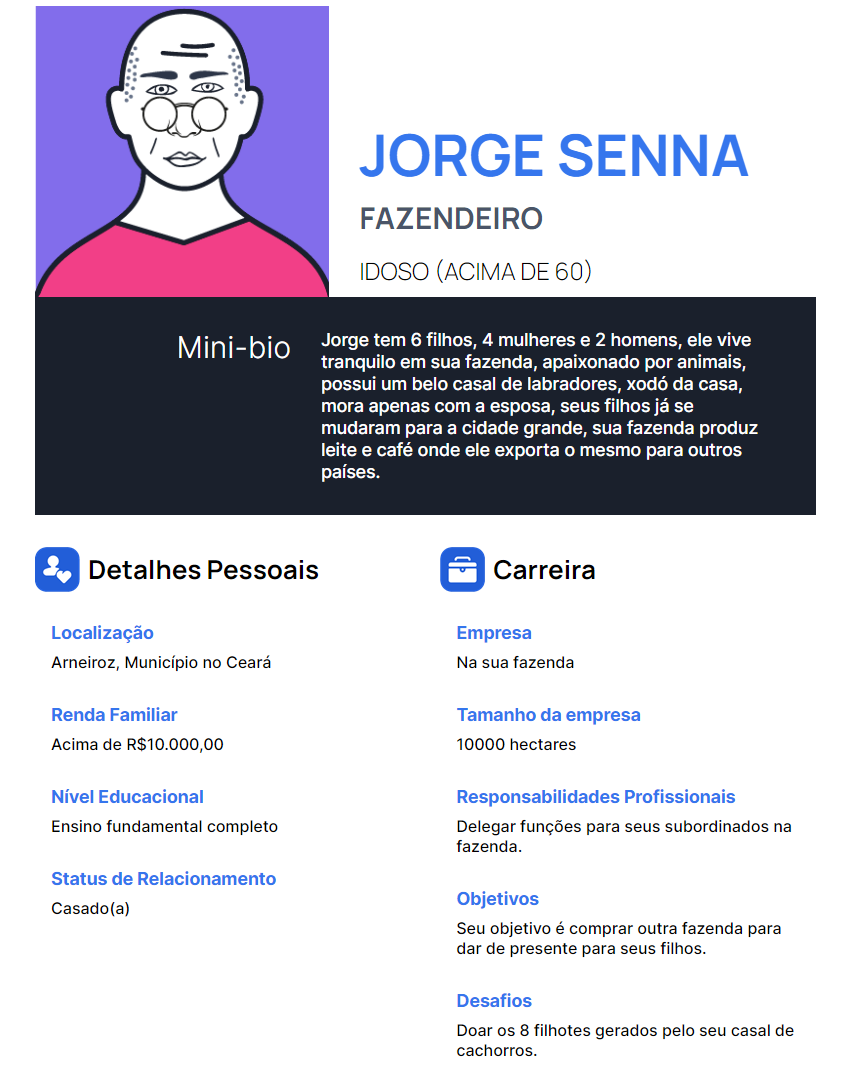 JORGE SENNA
FAZENDEIRO
IDOSO (ACIMA DE 60)
Mini-bio
Jorge tem 6 filhos, 4 mulheres e 2 homens, ele vive
tranquilo em sua fazenda, apaixonado por animais,
possui um belo casal de labradores, xodó da casa,
mora apenas com a esposa, seus filhos já se
mudaram para a cidade grande, sua fazenda produz
leite e café onde ele exporta o mesmo para outros
países.
Detalhes Pessoais
Localização
Arneiroz, Município no Ceará
Renda Familiar
Acima de R$10.000,00
Nível Educacional
Ensino fundamental completo
Status de Relacionamento
Casado(a)
Carreira
Empresa
Na sua fazenda
Tamanho da empresa
10000 hectares
Responsabilidades Profissionais
Delegar funções para seus subordinados na
fazenda.
Objetivos
Seu objetivo é comprar outra fazenda para
dar de presente para seus filhos.
Desafios
Doar os 8 filhotes gerados pelo seu casal de
cachorros.